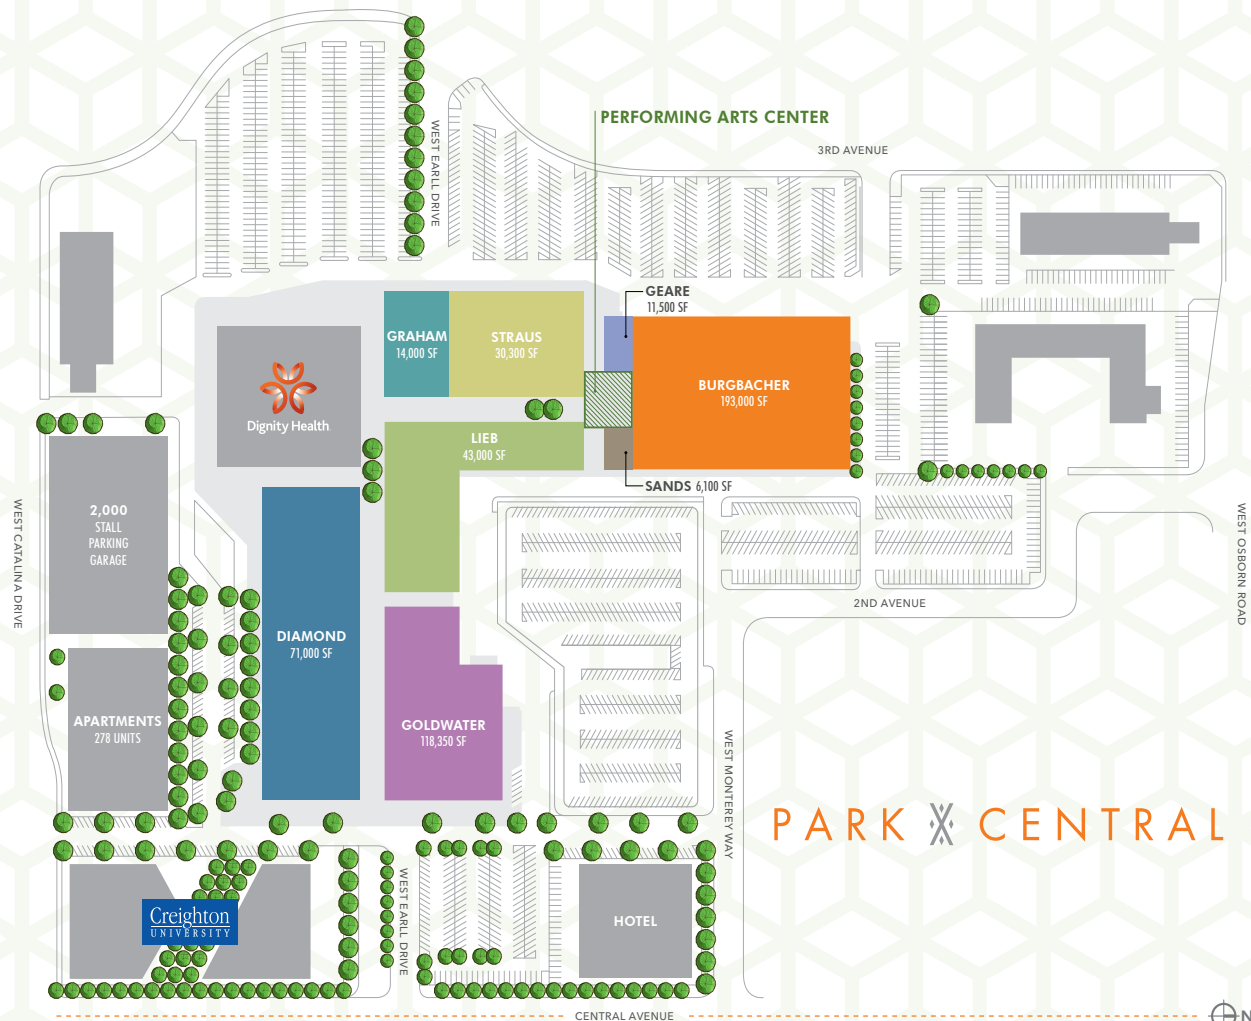 PERFORMING ARTS CENTER
3RD AVENUE
WEST EARLL DRIVE
GEARE
11,500 SF
GRAHAM
14,000 SF
STRAUS
30,300 SF
BURGBACHER
193,000 SF
Dignity Health
LIEB
43,000 SF
SANDS 6,100 SF
2,000
STALL
PARKING
GARAGE
WEST CATALINA DRIVE
WEST OSBORN ROAD
2ND AVENUE
DIAMOND
71,000 SF
APARTMENTS
278 UNITS
GOLDWATER
118,350 SF
WEST MONTEREY WAY
PARK CENTRAL
Creighton
UNIVERSITY
WEST EARLL DRIVE
HOTEL
CENTRAL AVENUE
N